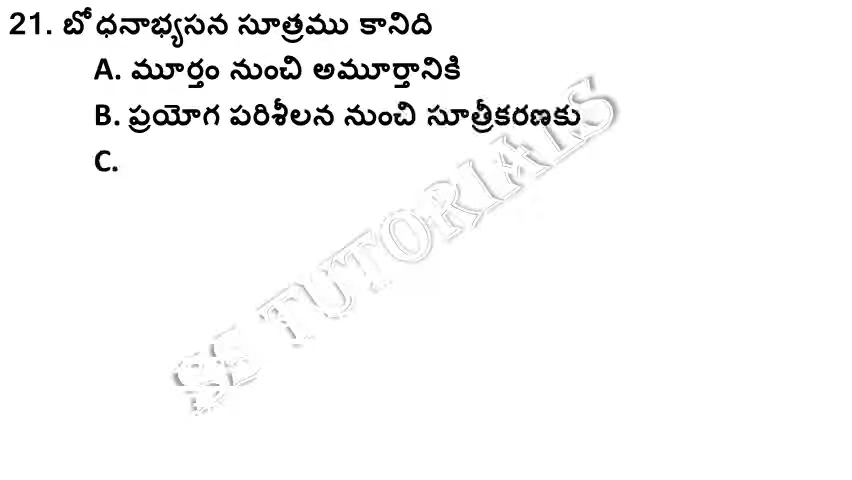 21. బోధనాభ్యసన సూత్రము కానిది
A. మూర్తం నుంచి అమూర్తానికి
B. ప్రయోగ పరిశీలన నుంచి సూత్రీకరణకు
C.
SS TUTORIALS